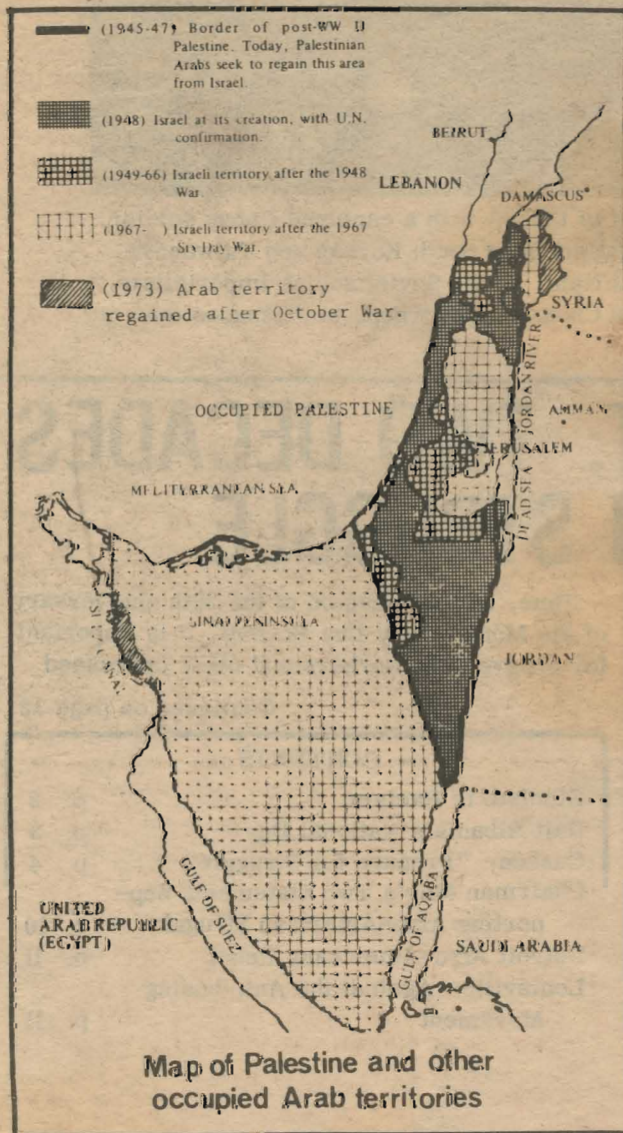 (1945-47) Border of post-WW II
Palestine. Today, Palestinian
Arabs seek to regain this area
from Israel.
(1948) Israel at its creation, with U.N.
confirmation.
(1949-66) Israeli territory after the 1948
War.
(1967- ) Israeli territory after the 1967
Six Day War.
(1973) Arab territory
regained after October War.
BEIRUT
LEBANON
DAMASCUS
SYRIA
JORDAN RIVER
OCCUPIED PALESTINE
AMMAN
JERUSALEM
MEDITERRANEAN SEA
DEAD SEA
SINAI PENINSULA
CANAL
JORDAN
GULF OF SUEZ
GULF OF AQABA
UNITED
ARAB REPUBLIC
(EGYPT)
SAUDI ARABIA
Map of Palestine and other
occupied Arab territories